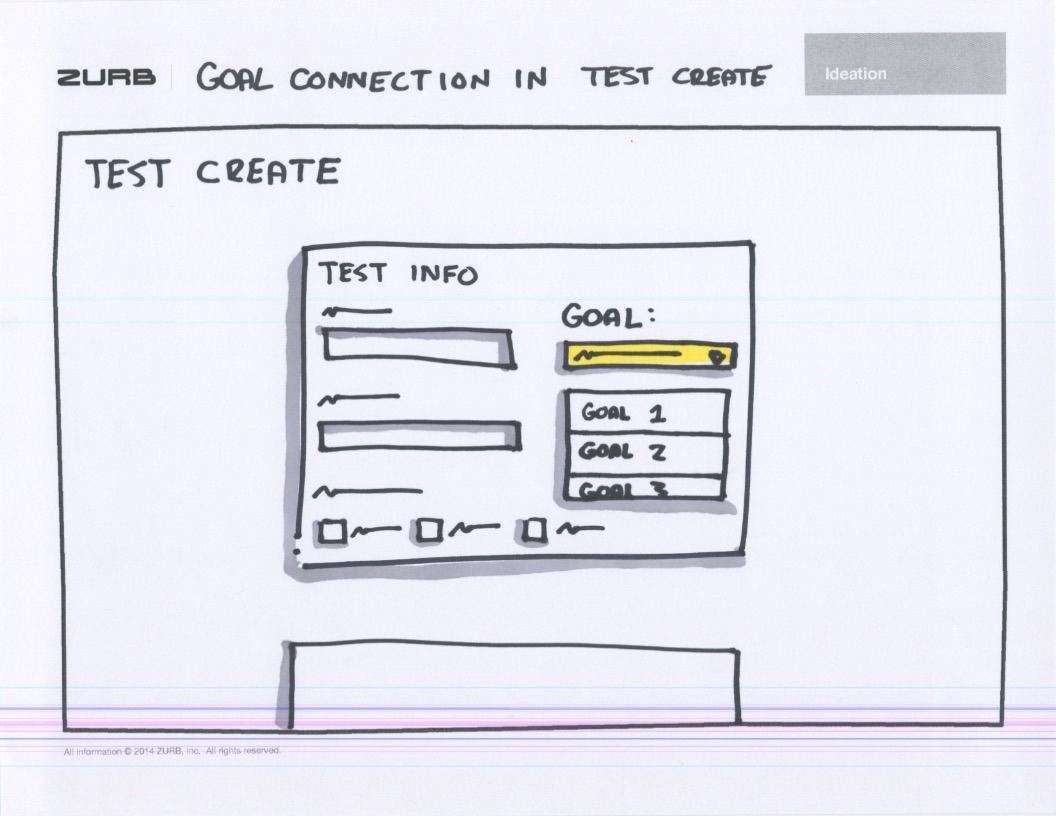 ZURB GOAL CONNECTION IN TEST CREATE Ideation
TEST CREATE
TEST INFO
GOAL:
GOAL 1
GOAL 2
GOAL 3
All information © 2014 ZURB, Inc. All rights reserved.